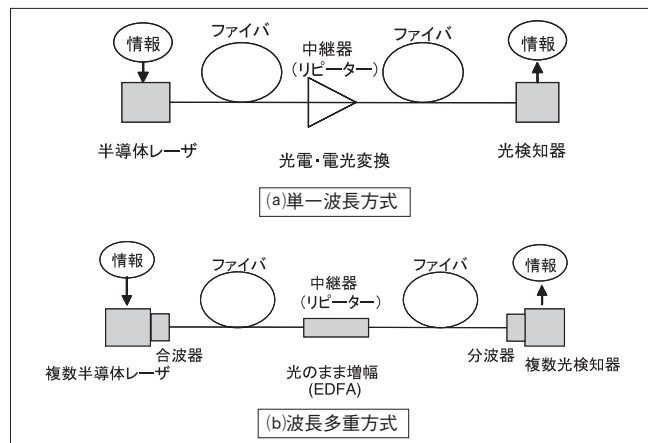 情報
ファイバ
中継器
(リピーター)
ファイバ
情報
半導体レーザ
光電・電光変換
光検知器
(a)単一波長方式
情報
ファイバ
中継器
(リピーター)
ファイバ
情報
合波器
複数半導体レーザ
光のまま増幅
(EDFA)
分波器
複数光検知器
(b)波長多重方式